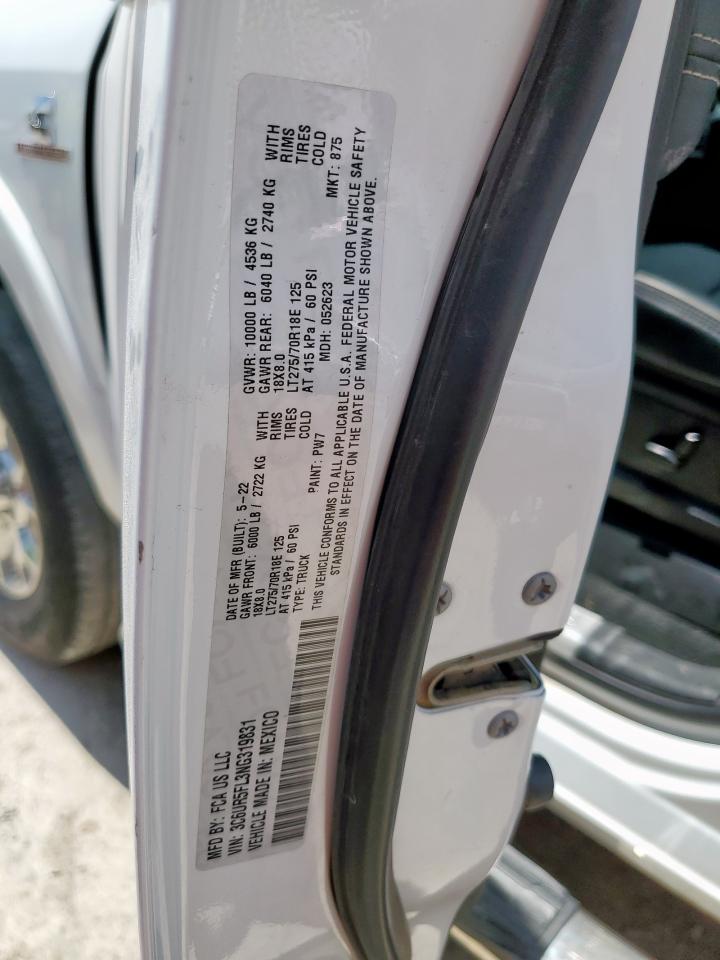 MFD BY: FCA US LLC
VIN: 3C6UR5FL3NG319831
VEHICLE MADE IN: MEXICO
DATE OF MFR (BUILT): 5-22
GAWR FRONT: 6000 LB / 2722 KG WITH
18X8.0 RIMS
LT275/70R18E 125 TIRES
AT 415 kPa / 60 PSI COLD
TYPE: TRUCK PAINT: PW7
GVWR: 10000 LB / 4536 KG
GAWR REAR: 6040 LB / 2740 KG WITH
18X8.0 RIMS
LT275/70R18E 125 TIRES
AT 415 kPa / 60 PSI COLD
MDH: 052623 MKT: 875
THIS VEHICLE CONFORMS TO ALL APPLICABLE U.S.A. FEDERAL MOTOR VEHICLE SAFETY
STANDARDS IN EFFECT ON THE DATE OF MANUFACTURE SHOWN ABOVE.